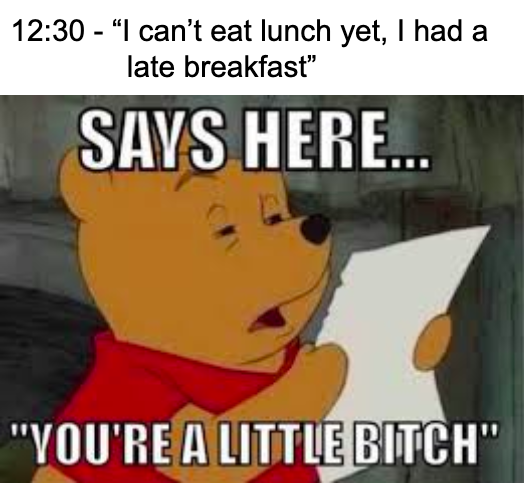 12:30 - “I can’t eat lunch yet, I had a
late breakfast”
SAYS HERE...
"YOU'RE A LITTLE BITCH"